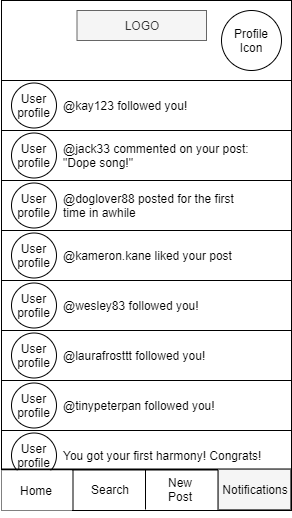 LOGO
Profile
Icon
User
profile
@kay123 followed you!
User
profile
@jack33 commented on your post:
"Dope song!"
User
profile
@doglover88 posted for the first
time in awhile
User
profile
@kameron.kane liked your post
User
profile
@wesley83 followed you!
User
profile
@laurafrosttt followed you!
User
profile
@tinypeterpan followed you!
User
profile
You got your first harmony! Congrats!
Home
Search
New
Post
Notifications